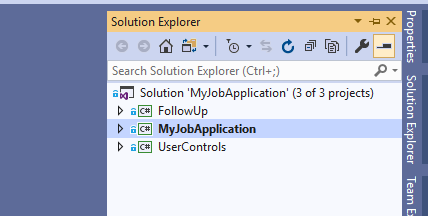 Solution Explorer
Search Solution Explorer (Ctrl+;)
Solution 'MyJobApplication' (3 of 3 projects)
C# FollowUp
C# MyJobApplication
C# UserControls
Properties
Solution Explorer
Team Ex